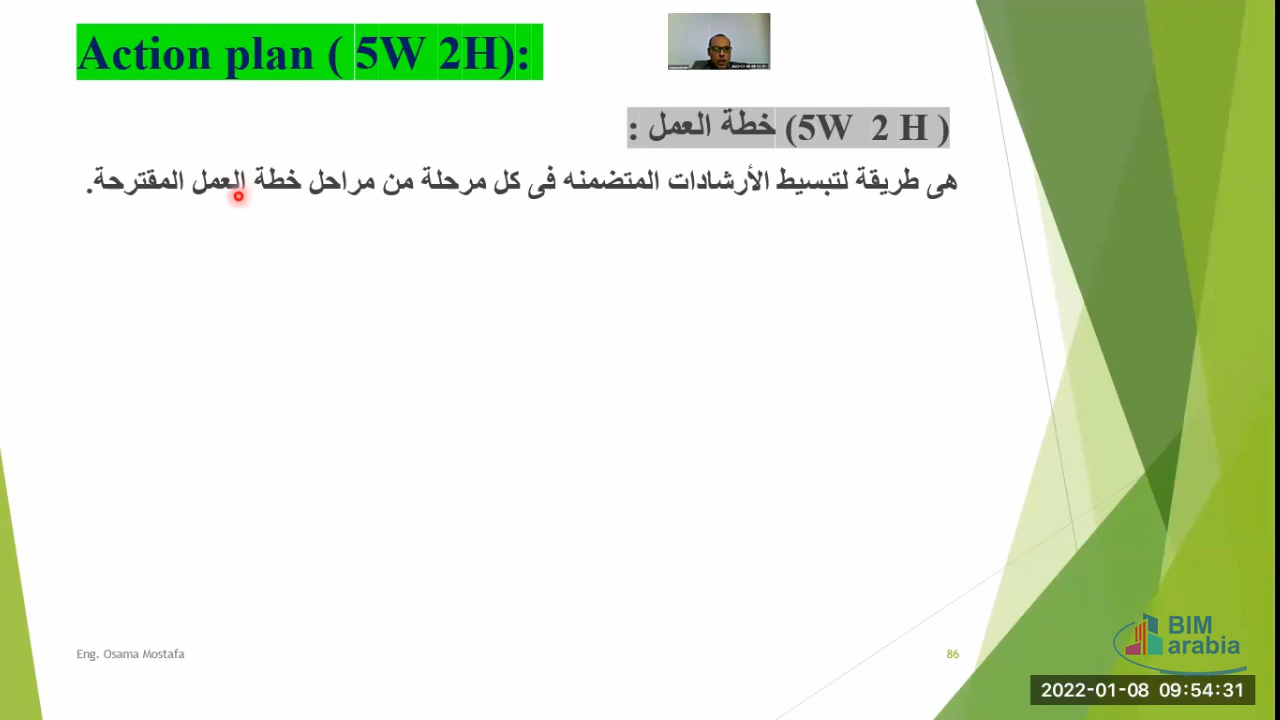 Action plan ( 5W 2H):
( 5W 2 H) خطة العمل :
هى طريقة لتبسيط الأرشادات المتضمنه فى كل مرحلة من مراحل خطة العمل المقترحة.
Eng. Osama Mostafa
86
BIM
arabia
2022-01-08 09:54:31